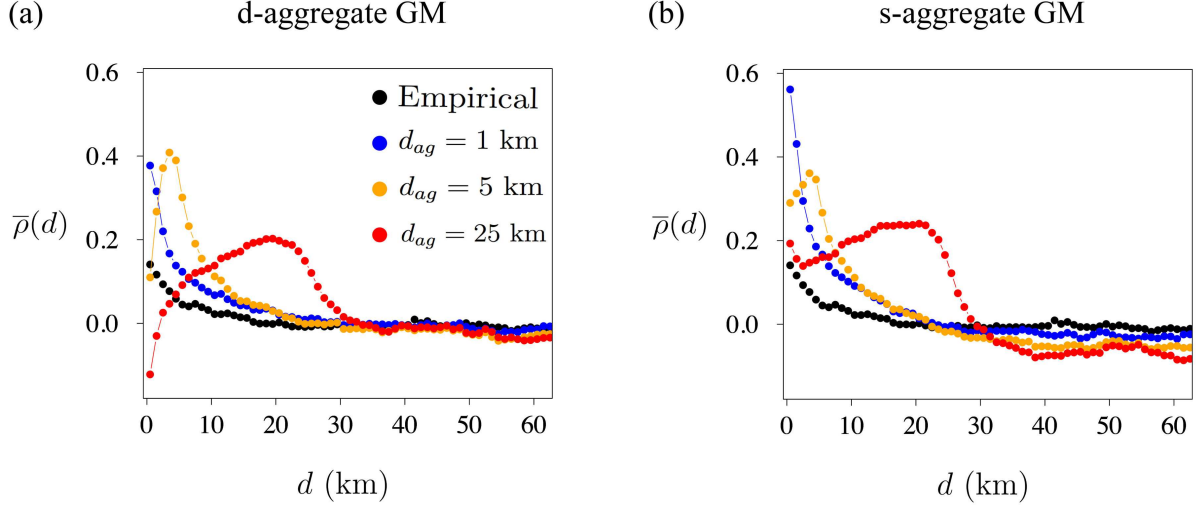 (a) d-aggregate GM
0.6
0.4
0.2
0.0
ρ̅(d)
Empirical
d_ag = 1 km
d_ag = 5 km
d_ag = 25 km
0 10 20 30 40 50 60
d (km)
(b) s-aggregate GM
0.6
0.4
0.2
0.0
ρ̅(d)
0 10 20 30 40 50 60
d (km)